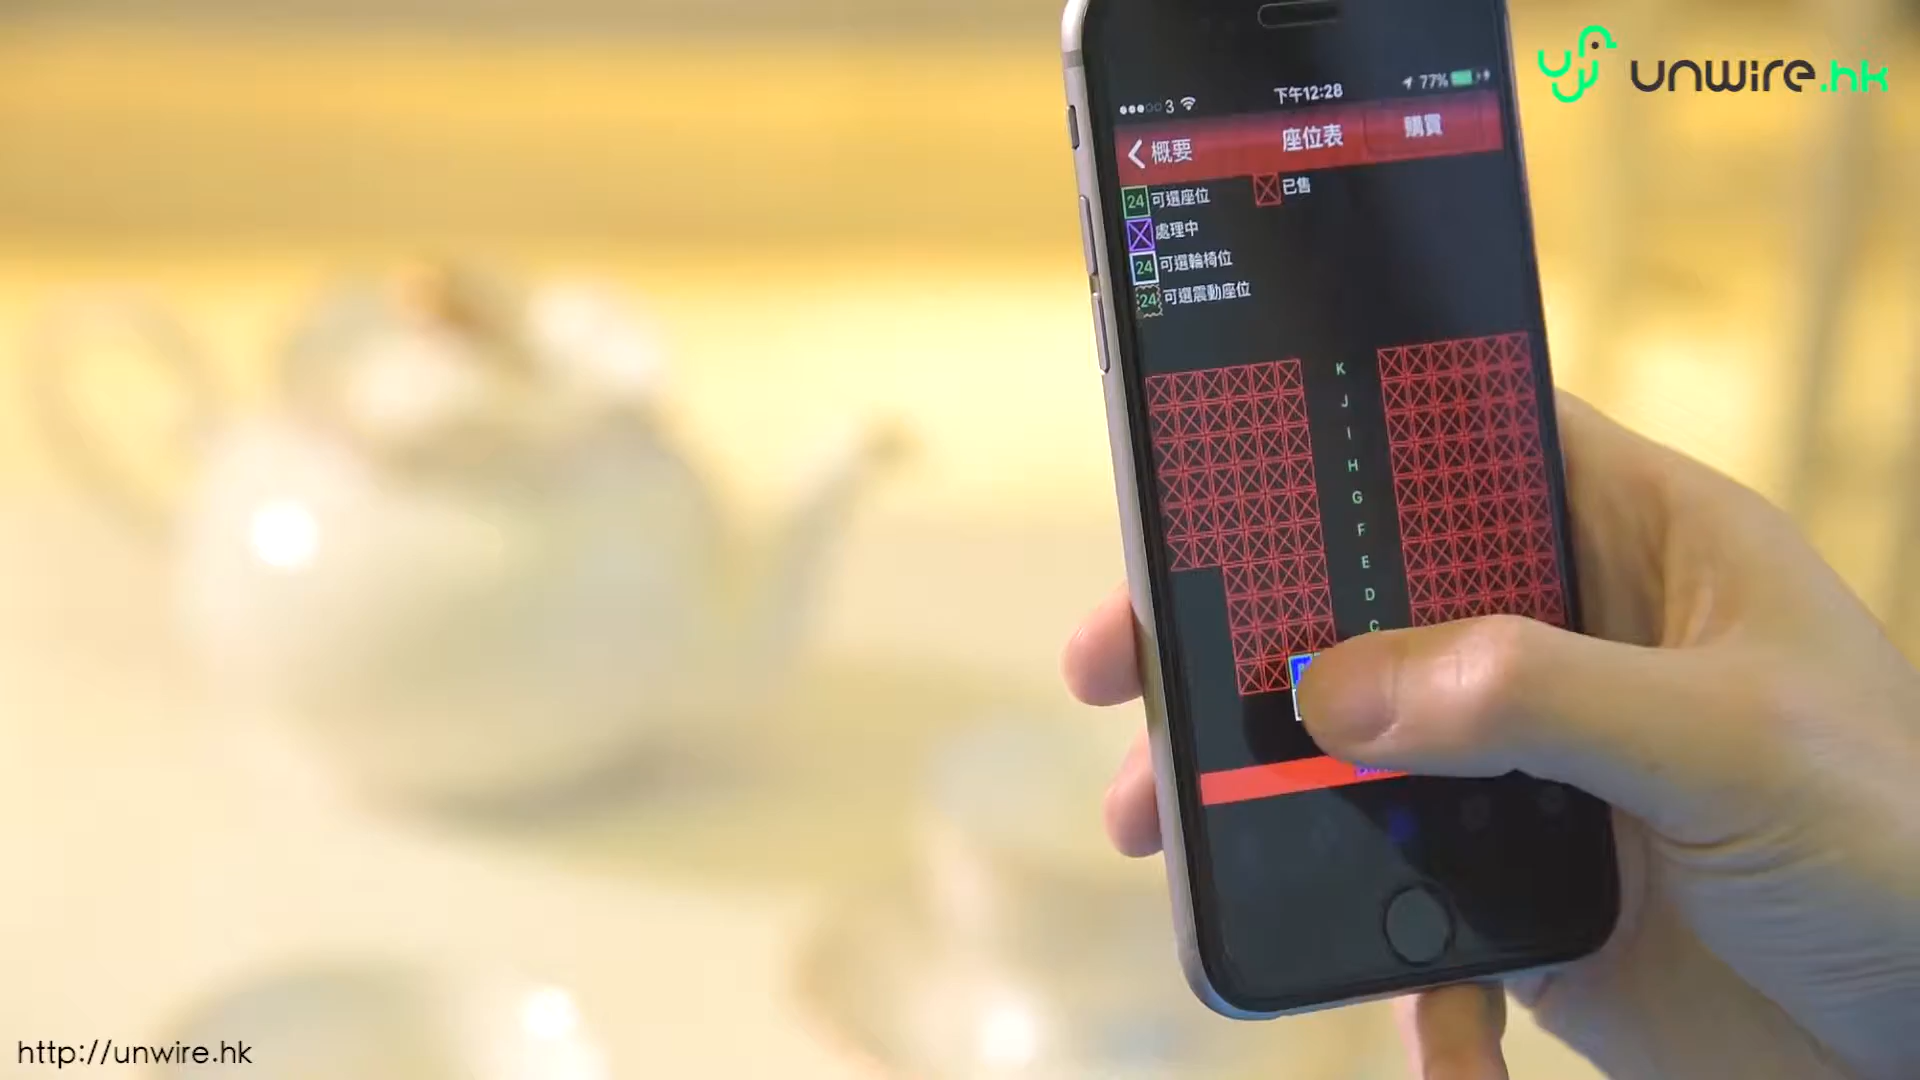 unwire.hk
3 下午12:28 77%
概要 座位表 購買
24 可選座位 已售
處理中
24 可選輪椅位
24 可選震動座位
K
J
I
H
G
F
E
D
C
http://unwire.hk